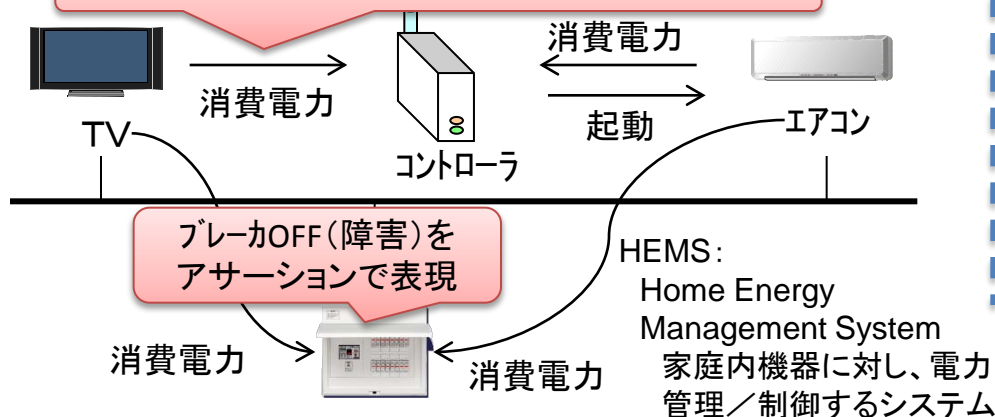 消費電力
消費電力
起動
TV
コントローラ
エアコン
ブレーカOFF(障害)を
アサーションで表現
HEMS:
Home Energy
Management System
家庭内機器に対し、電力
管理/制御するシステム
消費電力
消費電力